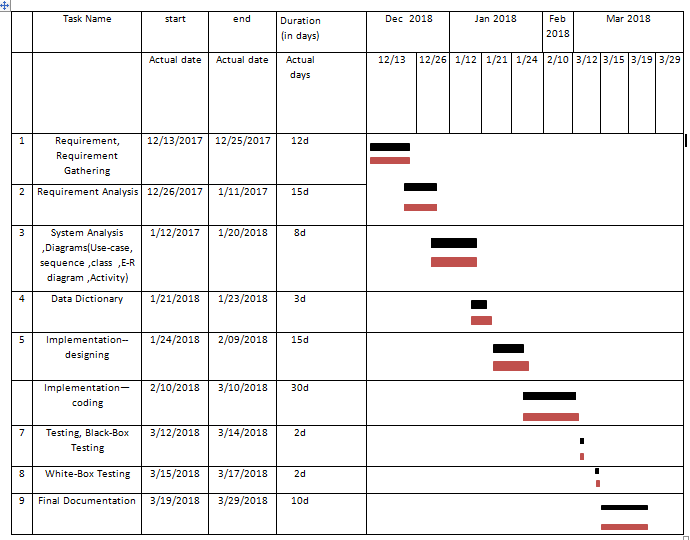 Task Name start end Duration (in days) Dec 2018 Jan 2018 Feb 2018 Mar 2018
Actual date Actual date Actual days 12/13 12/26 1/12 1/21 1/24 2/10 3/12 3/15 3/19 3/29
1 Requirement, 12/13/2017 12/25/2017 12d
Requirement
Gathering
2 Requirement Analysis 12/26/2017 1/11/2017 15d
3 System Analysis 1/12/2017 1/20/2018 8d
,Diagrams(Use-case,
sequence ,class ,E-R
diagram ,Activity)
4 Data Dictionary 1/21/2018 1/23/2018 3d
5 Implementation-- 1/24/2018 2/09/2018 15d
designing
Implementation— 2/10/2018 3/10/2018 30d
coding
7 Testing, Black-Box 3/12/2018 3/14/2018 2d
Testing
8 White-Box Testing 3/15/2018 3/17/2018 2d
9 Final Documentation 3/19/2018 3/29/2018 10d